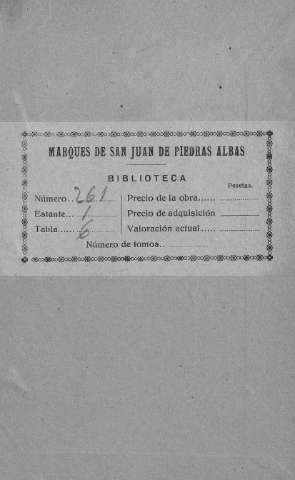 MARQUES DE SAN JUAN DE PIEDRAS ALBAS
BIBLIOTECA
Pesetas.
Número.. 261 Precio de la obra......
Estante... 1 Precio de adquisición
Tabla..... 6 Valoración actual.....
Número de tomos..